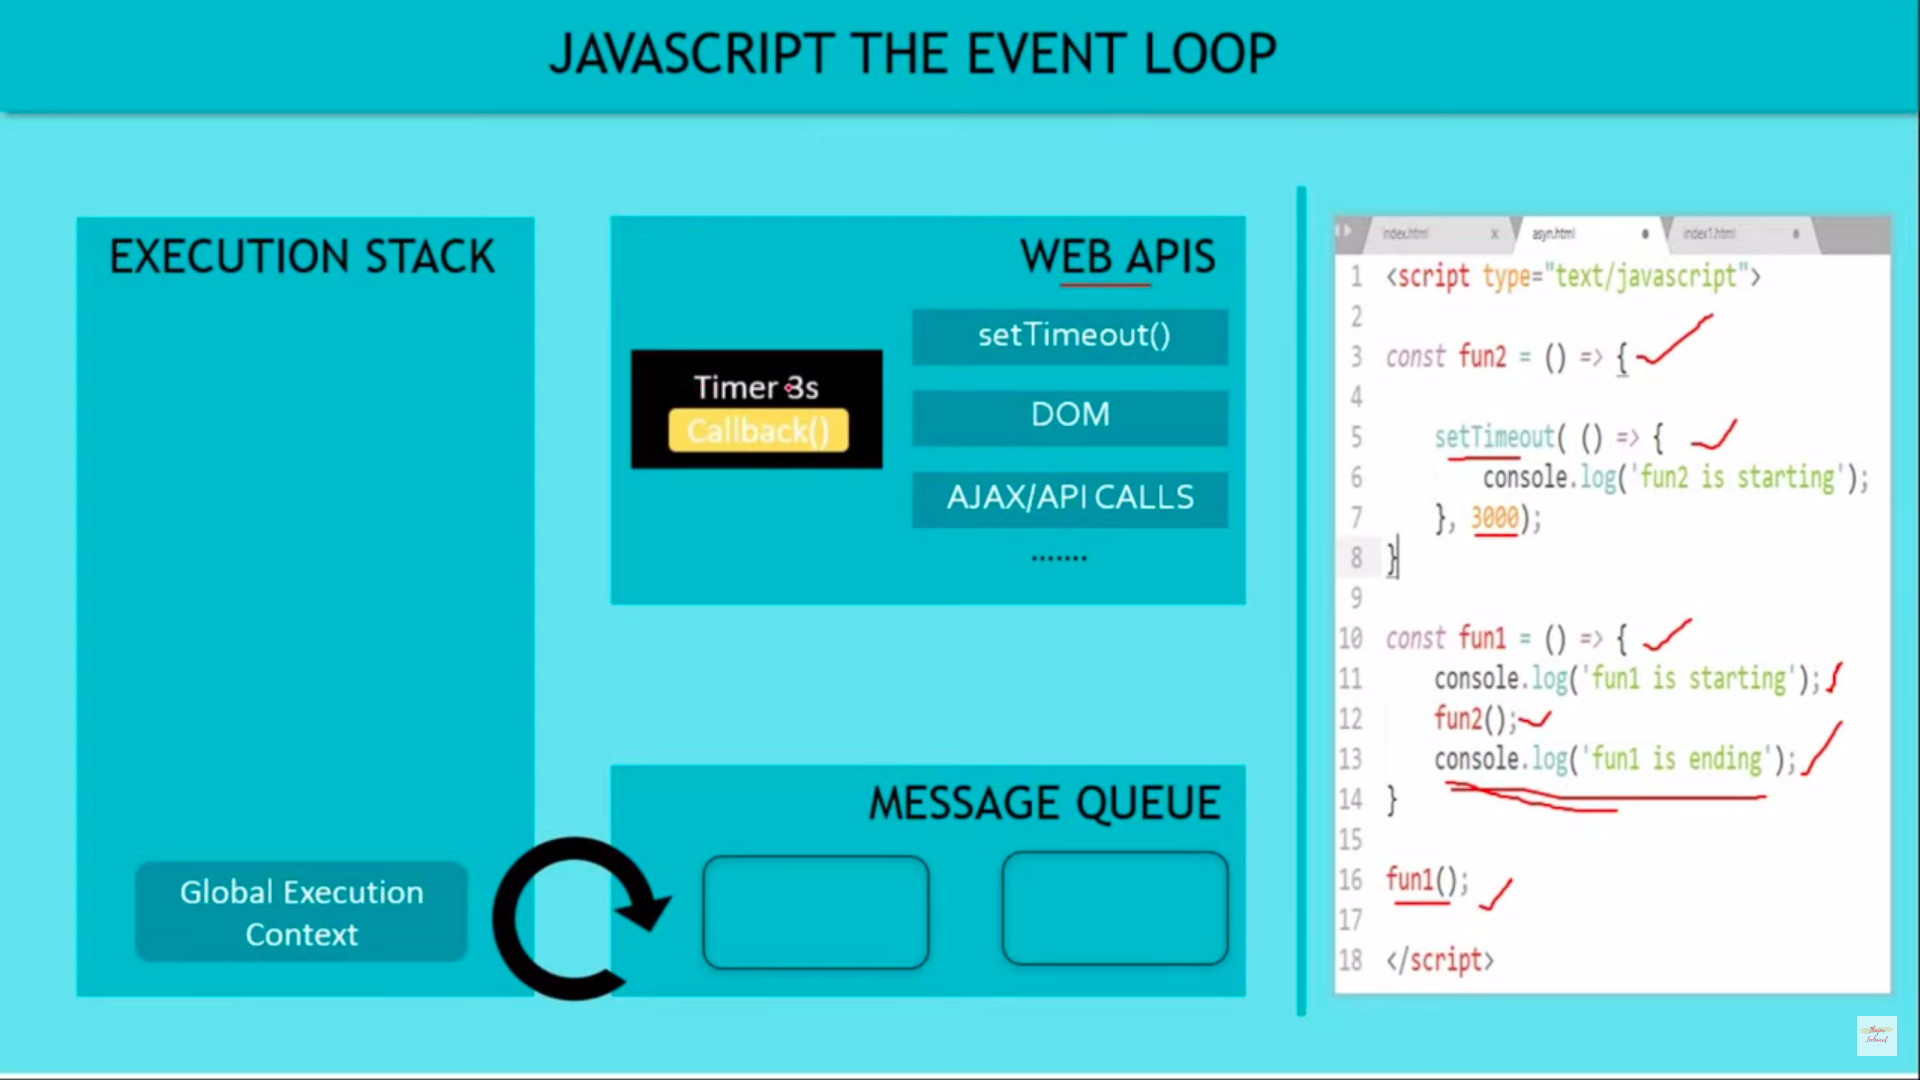 JAVASCRIPT THE EVENT LOOP
EXECUTION STACK
Global Execution
Context
WEB APIS
Timer 3s
Callback()
setTimeout()
DOM
AJAX/API CALLS
.......
MESSAGE QUEUE
index.html x asyn.html index1.html
1 <script type="text/javascript">
2
3 const fun2 = () => {
4
5 setTimeout( () => {
6 console.log('fun2 is starting');
7 }, 3000);
8 }
9
10 const fun1 = () => {
11 console.log('fun1 is starting');
12 fun2();
13 console.log('fun1 is ending');
14 }
15
16 fun1();
17
18 </script>